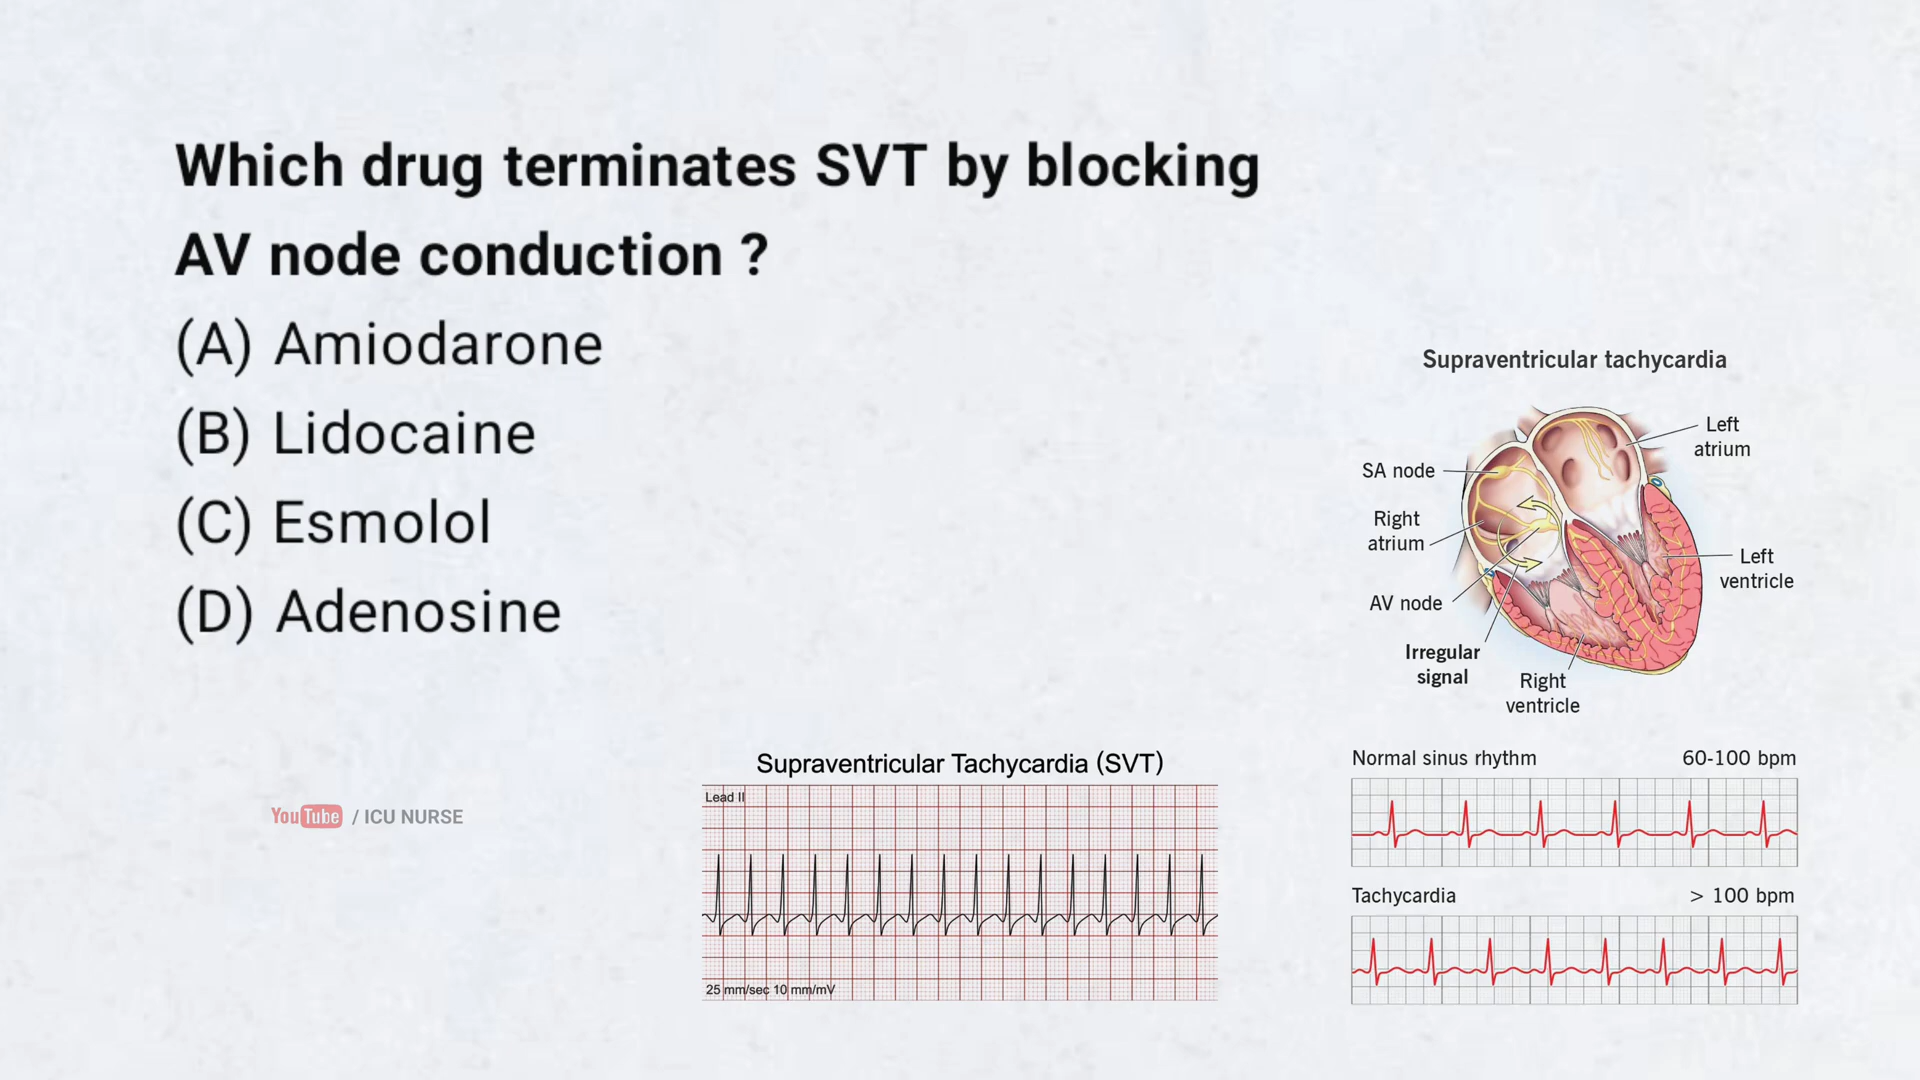 Which drug terminates SVT by blocking
AV node conduction ?
(A) Amiodarone
(B) Lidocaine
(C) Esmolol
(D) Adenosine
YouTube / ICU NURSE
Supraventricular Tachycardia (SVT)
Lead II
25 mm/sec 10 mm/mV
Supraventricular tachycardia
Left
atrium
SA node
Right
atrium
Left
ventricle
AV node
Irregular
signal
Right
ventricle
Normal sinus rhythm 60-100 bpm
Tachycardia > 100 bpm